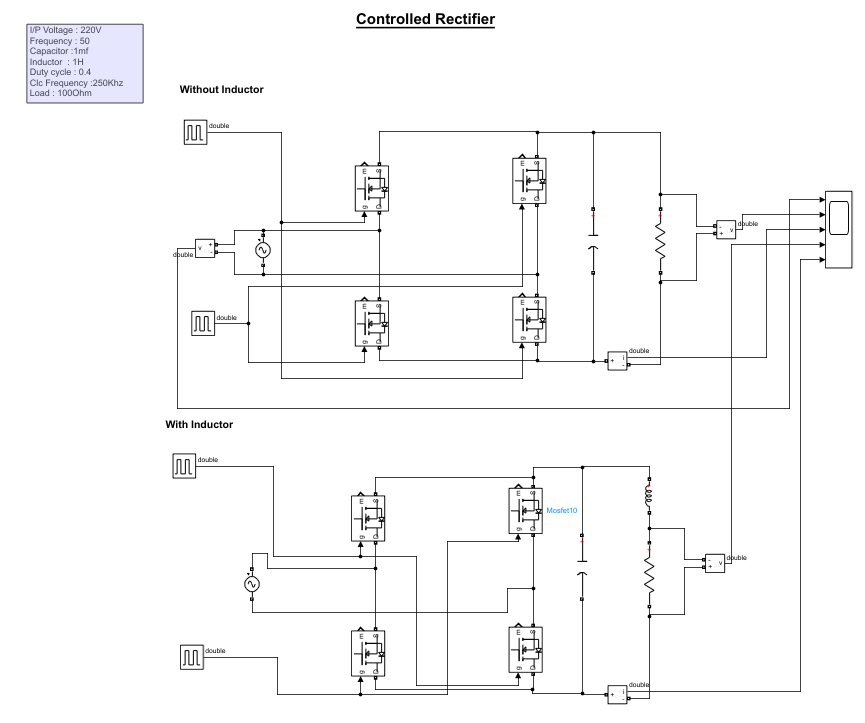 Controlled Rectifier
I/P Voltage : 220V
Frequency : 50
Capacitor :1mf
Inductor : 1H
Duty cycle : 0.4
Clc Frequency :250Khz
Load : 100Ohm
Without Inductor
double
double
double
double
double
With Inductor
double
Mosfet10
double
double
double